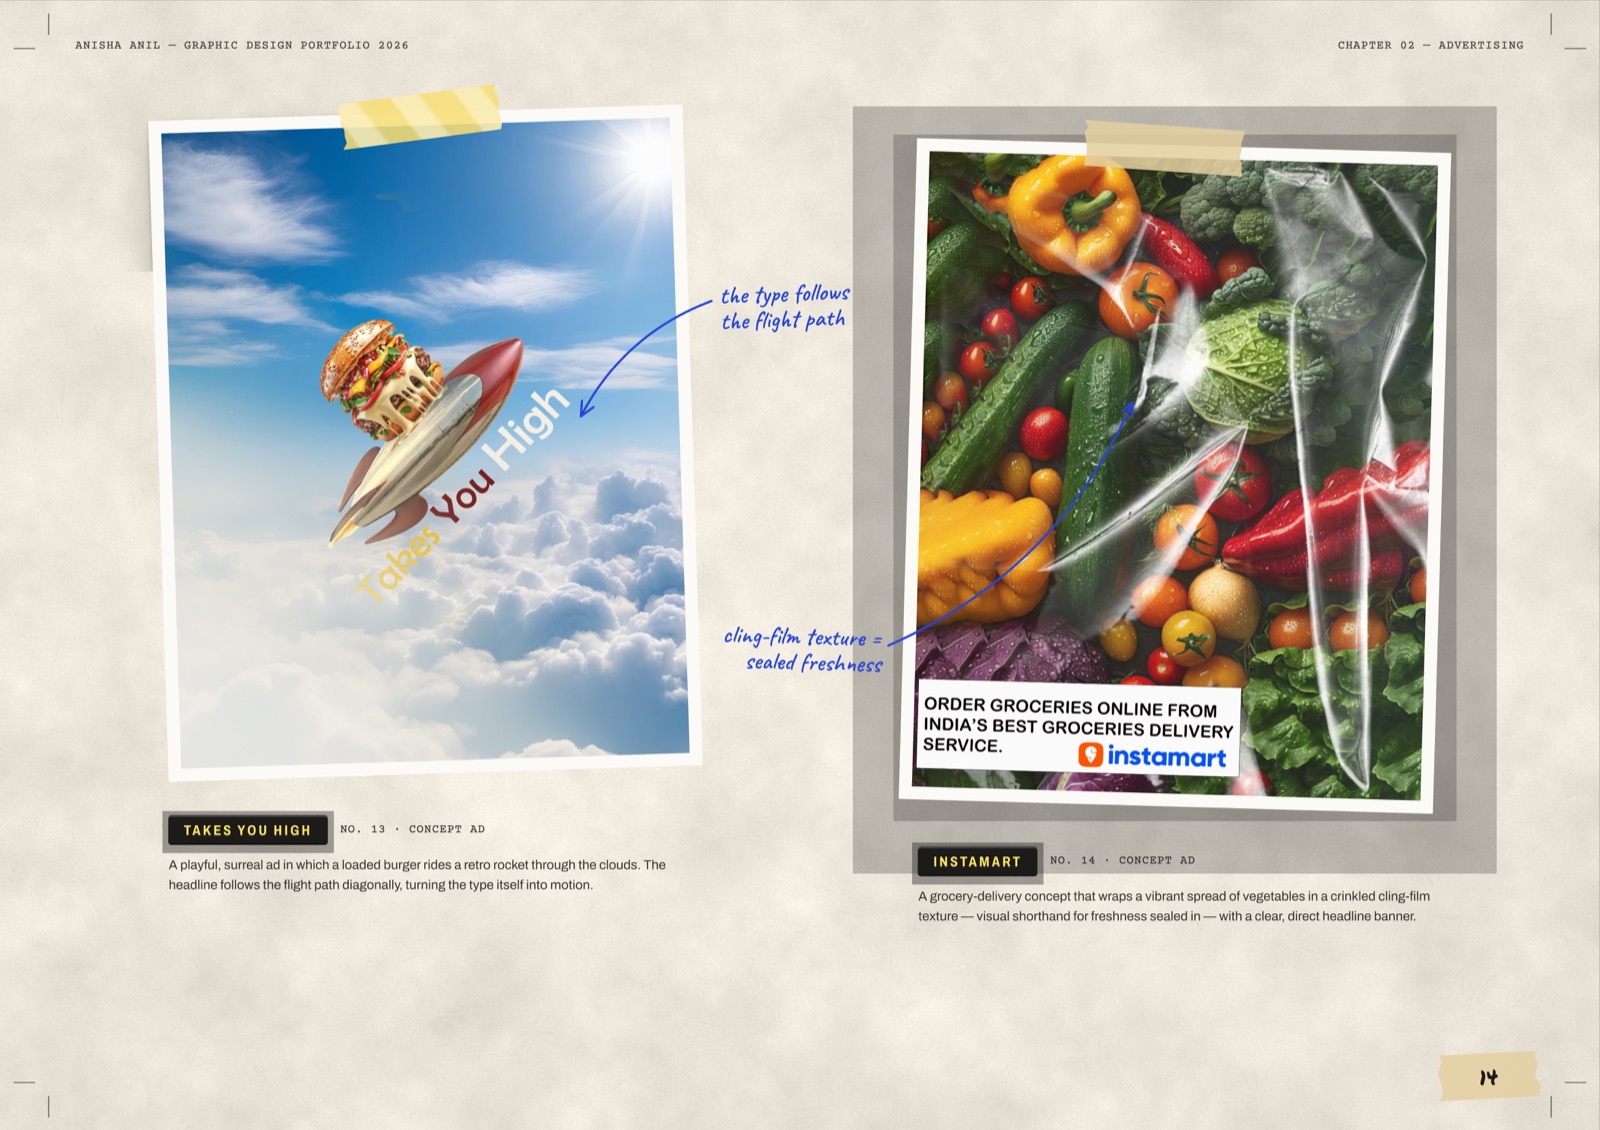 ANISHA ANIL — GRAPHIC DESIGN PORTFOLIO 2026
CHAPTER 02 — ADVERTISING
the type follows
the flight path
Takes You High
cling-film texture =
sealed freshness
ORDER GROCERIES ONLINE FROM
INDIA'S BEST GROCERIES DELIVERY
SERVICE.
instamart
TAKES YOU HIGH
NO. 13 · CONCEPT AD
A playful, surreal ad in which a loaded burger rides a retro rocket through the clouds. The
headline follows the flight path diagonally, turning the type itself into motion.
INSTAMART
NO. 14 · CONCEPT AD
A grocery-delivery concept that wraps a vibrant spread of vegetables in a crinkled cling-film
texture — visual shorthand for freshness sealed in — with a clear, direct headline banner.
14